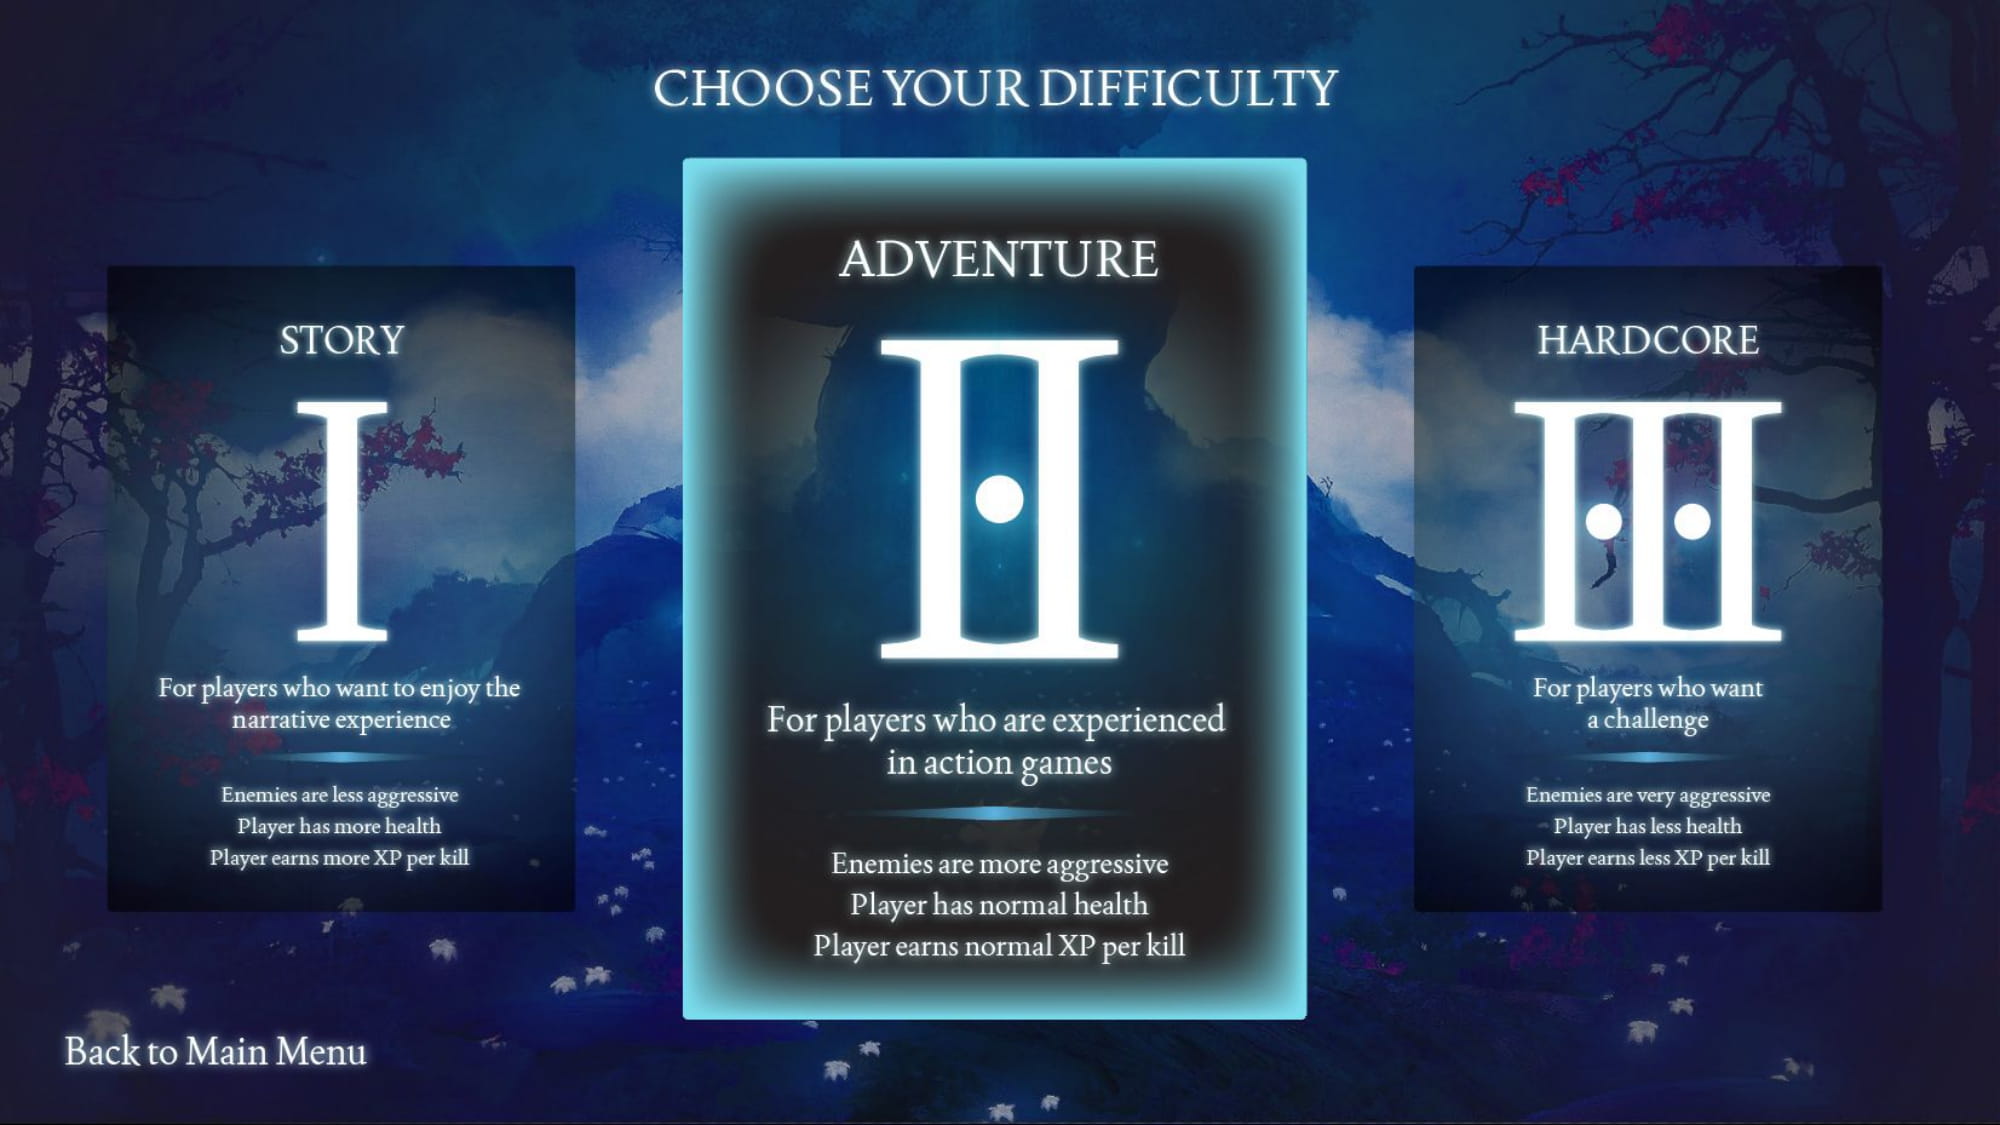 CHOOSE YOUR DIFFICULTY
STORY
I
For players who want to enjoy the
narrative experience
Enemies are less aggressive
Player has more health
Player earns more XP per kill
ADVENTURE
II
For players who are experienced
in action games
Enemies are more aggressive
Player has normal health
Player earns normal XP per kill
HARDCORE
III
For players who want
a challenge
Enemies are very aggressive
Player has less health
Player earns less XP per kill
Back to Main Menu